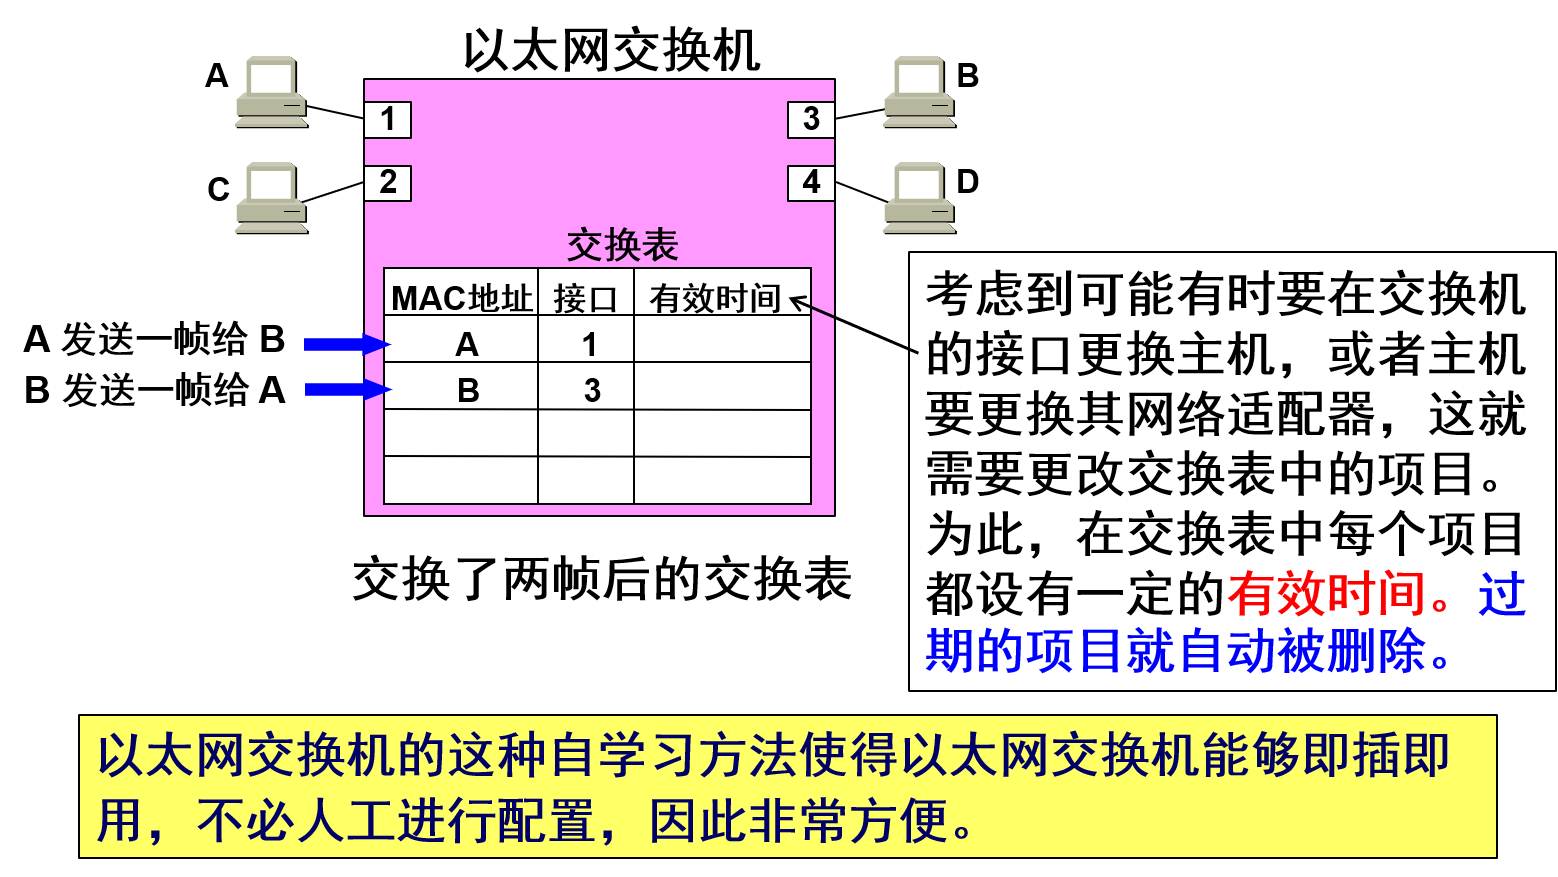 以太网交换机
A
B
1
3
C
2
4
D
交换表
MAC地址 接口 有效时间
A 发送一帧给 B
A 1
B 发送一帧给 A
B 3
考虑到可能有时要在交换机
的接口更换主机，或者主机
要更换其网络适配器，这就
需要更改交换表中的项目。
为此，在交换表中每个项目
都设有一定的有效时间。过
期的项目就自动被删除。
交换了两帧后的交换表
以太网交换机的这种自学习方法使得以太网交换机能够即插即
用，不必人工进行配置，因此非常方便。